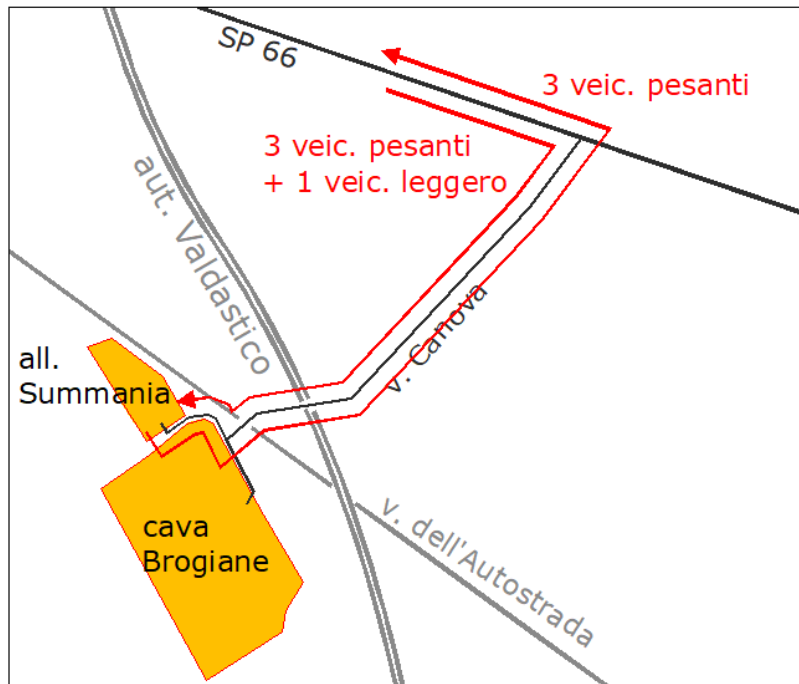 SP 66
3 veic. pesanti
3 veic. pesanti
+ 1 veic. leggero
aut. Valdastico
v. Canova
all.
Summania
cava
Brogiane
v. dell'Autostrada